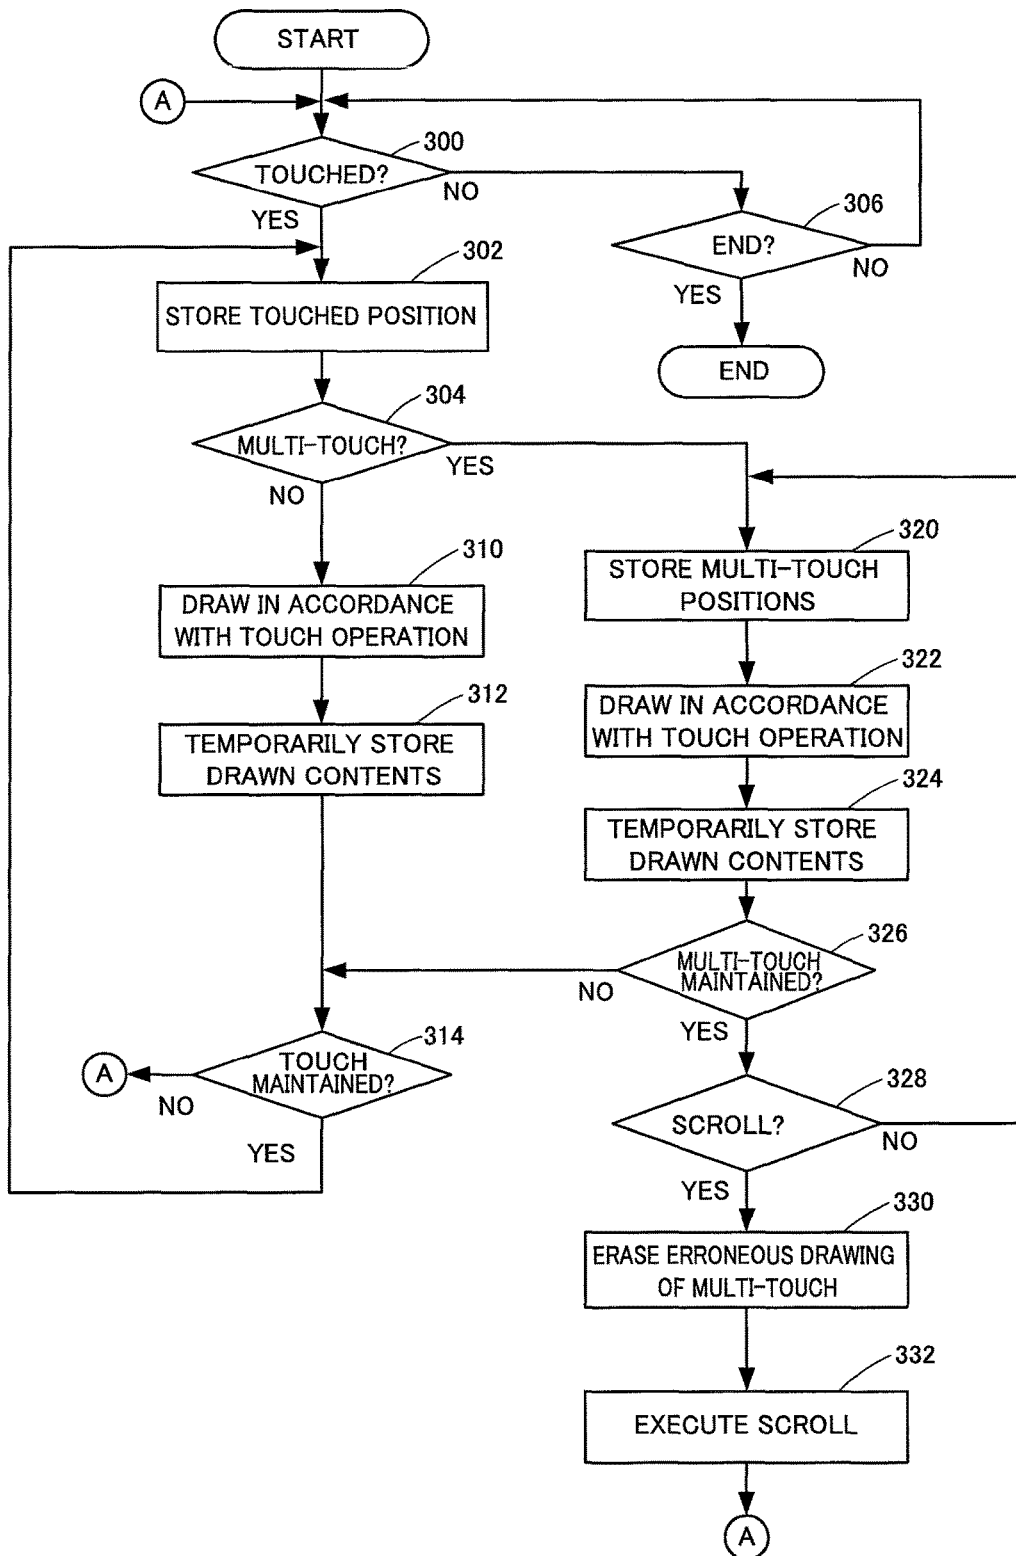 START
A
300
TOUCHED?
NO
YES
306
END?
NO
YES
302
STORE TOUCHED POSITION
END
304
MULTI-TOUCH?
YES
NO
310
DRAW IN ACCORDANCE
WITH TOUCH OPERATION
312
TEMPORARILY STORE
DRAWN CONTENTS
320
STORE MULTI-TOUCH
POSITIONS
322
DRAW IN ACCORDANCE
WITH TOUCH OPERATION
324
TEMPORARILY STORE
DRAWN CONTENTS
326
MULTI-TOUCH
MAINTAINED?
NO
YES
314
TOUCH
MAINTAINED?
A
NO
YES
328
SCROLL?
NO
YES
330
ERASE ERRONEOUS DRAWING
OF MULTI-TOUCH
332
EXECUTE SCROLL
A